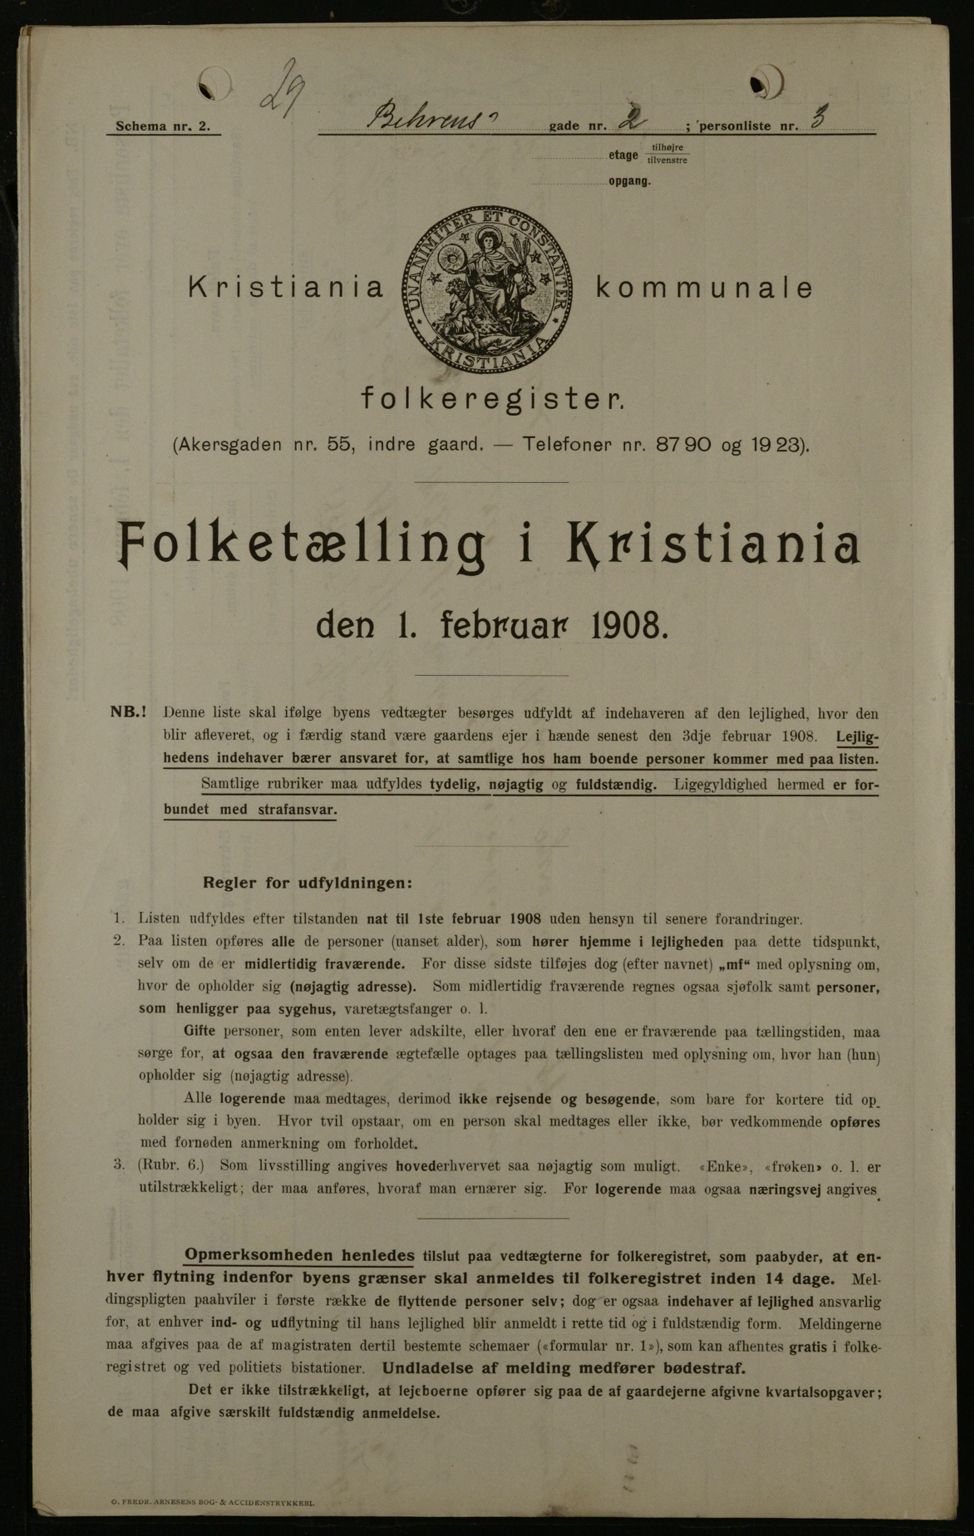 29
Schema nr. 2. Behrens' gade nr. 2 ; personliste nr. 3
etage tilhøjre
tilvenstre
opgang.
UNANIMITER ET CONSTANTER
KRISTIANIA
Kristiania kommunale
folkeregister.
(Akersgaden nr. 55, indre gaard. — Telefoner nr. 87 90 og 19 23).
Folketælling i Kristiania
den 1. februar 1908.
NB.! Denne liste skal ifølge byens vedtægter besørges udfyldt af indehaveren af den lejlighed, hvor den
blir afleveret, og i færdig stand være gaardens ejer i hænde senest den 3dje februar 1908. Lejlig-
hedens indehaver bærer ansvaret for, at samtlige hos ham boende personer kommer med paa listen.
Samtlige rubriker maa udfyldes tydelig, nøjagtig og fuldstændig. Ligegyldighed hermed er for-
bundet med strafansvar.
Regler for udfyldningen:
1. Listen udfyldes efter tilstanden nat til 1ste februar 1908 uden hensyn til senere forandringer.
2. Paa listen opføres alle de personer (uanset alder), som hører hjemme i lejligheden paa dette tidspunkt,
selv om de er midlertidig fraværende. For disse sidste tilføjes dog (efter navnet) „mf“ med oplysning om,
hvor de opholder sig (nøjagtig adresse). Som midlertidig fraværende regnes ogsaa sjøfolk samt personer,
som henligger paa sygehus, varetægtsfanger o. l.
Gifte personer, som enten lever adskilte, eller hvoraf den ene er fraværende paa tællingstiden, maa
sørge for, at ogsaa den fraværende ægtefælle optages paa tællingslisten med oplysning om, hvor han (hun)
opholder sig (nøjagtig adresse).
Alle logerende maa medtages, derimod ikke rejsende og besøgende, som bare for kortere tid op-
holder sig i byen. Hvor tvil opstaar, om en person skal medtages eller ikke, bør vedkommende opføres
med fornøden anmerkning om forholdet.
3. (Rubr. 6.) Som livsstilling angives hovederhvervet saa nøjagtig som muligt. «Enke», «frøken» o. l. er
utilstrækkeligt; der maa anføres, hvoraf man ernærer sig. For logerende maa ogsaa næringsvej angives.
Opmerksomheden henledes tilslut paa vedtægterne for folkeregistret, som paabyder, at en-
hver flytning indenfor byens grænser skal anmeldes til folkeregistret inden 14 dage. Mel-
dingspligten paahviler i første række de flyttende personer selv; dog er ogsaa indehaver af lejlighed ansvarlig
for, at enhver ind- og udflytning til hans lejlighed blir anmeldt i rette tid og i fuldstændig form. Meldingerne
maa afgives paa de af magistraten dertil bestemte schemaer («formular nr. 1»), som kan afhentes gratis i folke-
registret og ved politiets bistationer. Undladelse af melding medfører bødestraf.
Det er ikke tilstrækkeligt, at lejeboerne opfører sig paa de af gaardejerne afgivne kvartalsopgaver;
de maa afgive særskilt fuldstændig anmeldelse.
O. FREDR. ARNESENS BOG- & ACCIDENSTRYKKERI.